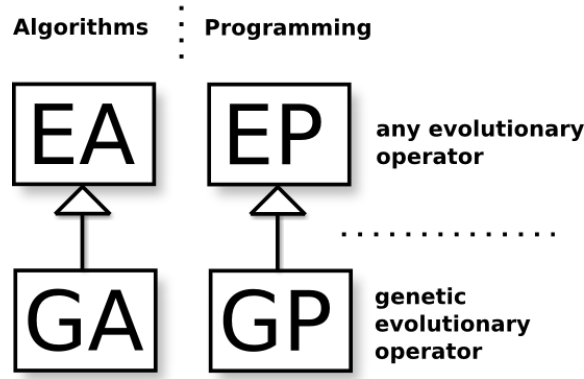 Algorithms
Programming
EA
EP
any evolutionary
operator
GA
GP
genetic
evolutionary
operator